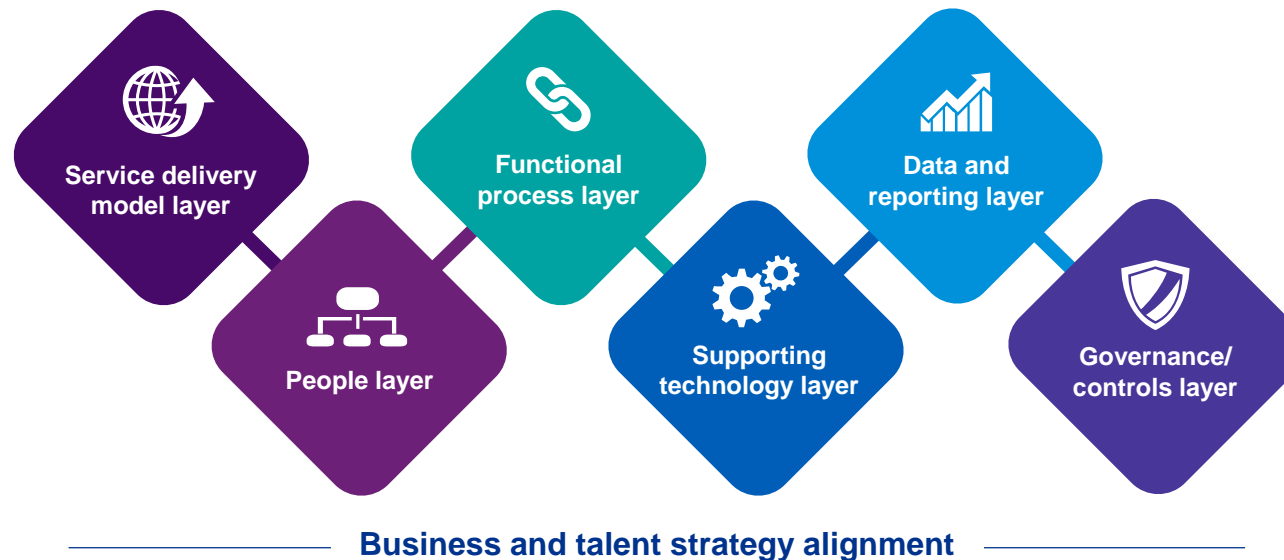 Service delivery
model layer
People layer
Functional
process layer
Supporting
technology layer
Data and
reporting layer
Governance/
controls layer
Business and talent strategy alignment